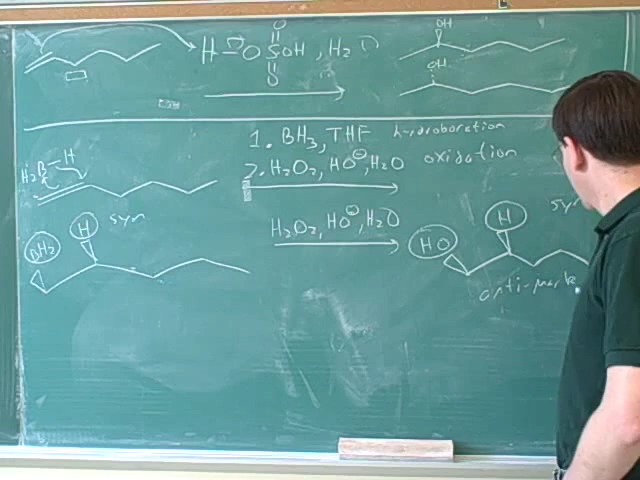 H-O S OH, H2
O
O
OH
OH
1. BH3, THF hydroboration
2. H2O2, HO⊖, H2O oxidation
H2B-H
syn
BH2 H
H2O2, HO⊖, H2O
HO H
syn
anti-mark